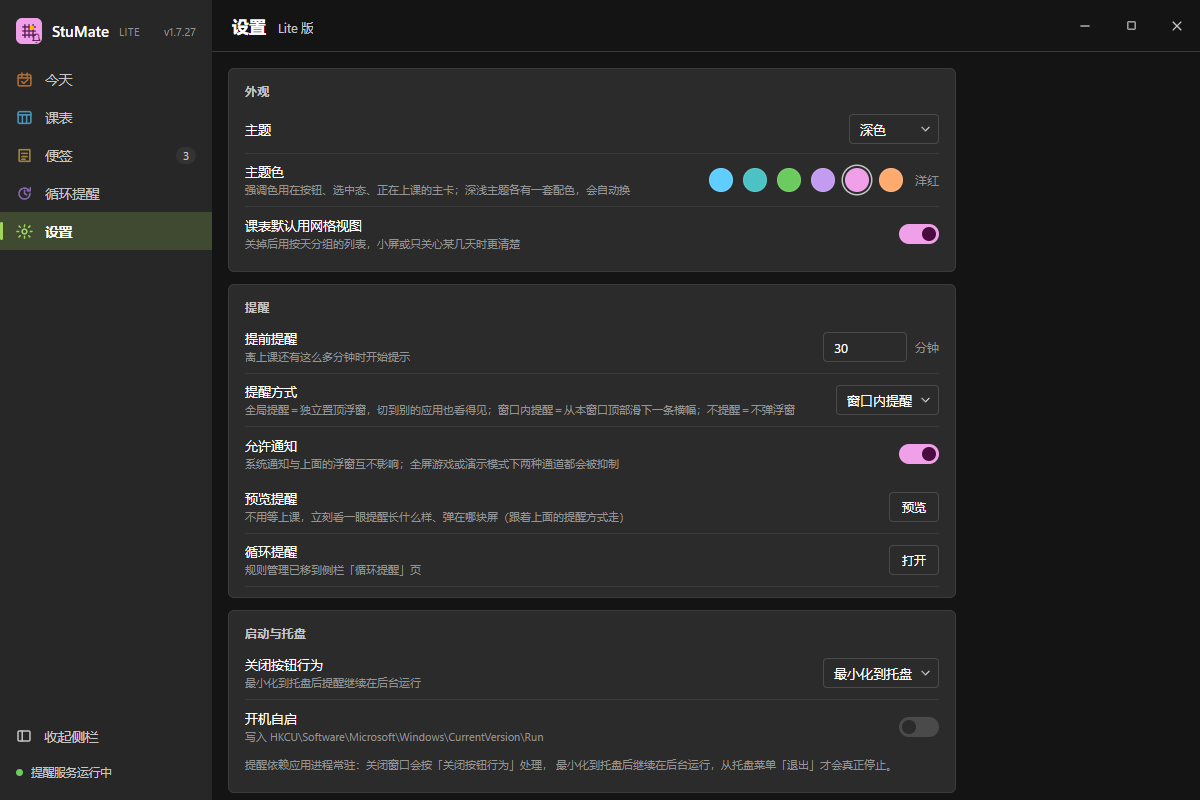 StuMate LITE v1.7.27
今天
课表
便签 3
循环提醒
设置
收起侧栏
提醒服务运行中
设置 Lite 版
外观
主题 深色
主题色
强调色用在按钮、选中态、正在上课的主卡；深浅主题各有一套配色，会自动换
洋红
课表默认用网格视图
关掉后用按天分组的列表，小屏或只关心某几天时更清楚
提醒
提前提醒
离上课还有这么多分钟时开始提示
30 分钟
提醒方式
全局提醒＝独立置顶浮窗，切到别的应用也看得见；窗口内提醒＝从本窗口顶部滑下一条横幅；不提醒＝不弹浮窗
窗口内提醒
允许通知
系统通知与上面的浮窗互不影响；全屏游戏或演示模式下两种通道都会被抑制
预览提醒
不用等上课，立刻看一眼提醒长什么样、弹在哪块屏（跟着上面的提醒方式走）
预览
循环提醒
规则管理已移到侧栏「循环提醒」页
打开
启动与托盘
关闭按钮行为
最小化到托盘后提醒继续在后台运行
最小化到托盘
开机自启
写入 HKCU\Software\Microsoft\Windows\CurrentVersion\Run
提醒依赖应用进程常驻：关闭窗口会按「关闭按钮行为」处理， 最小化到托盘后继续在后台运行，从托盘菜单「退出」才会真正停止。